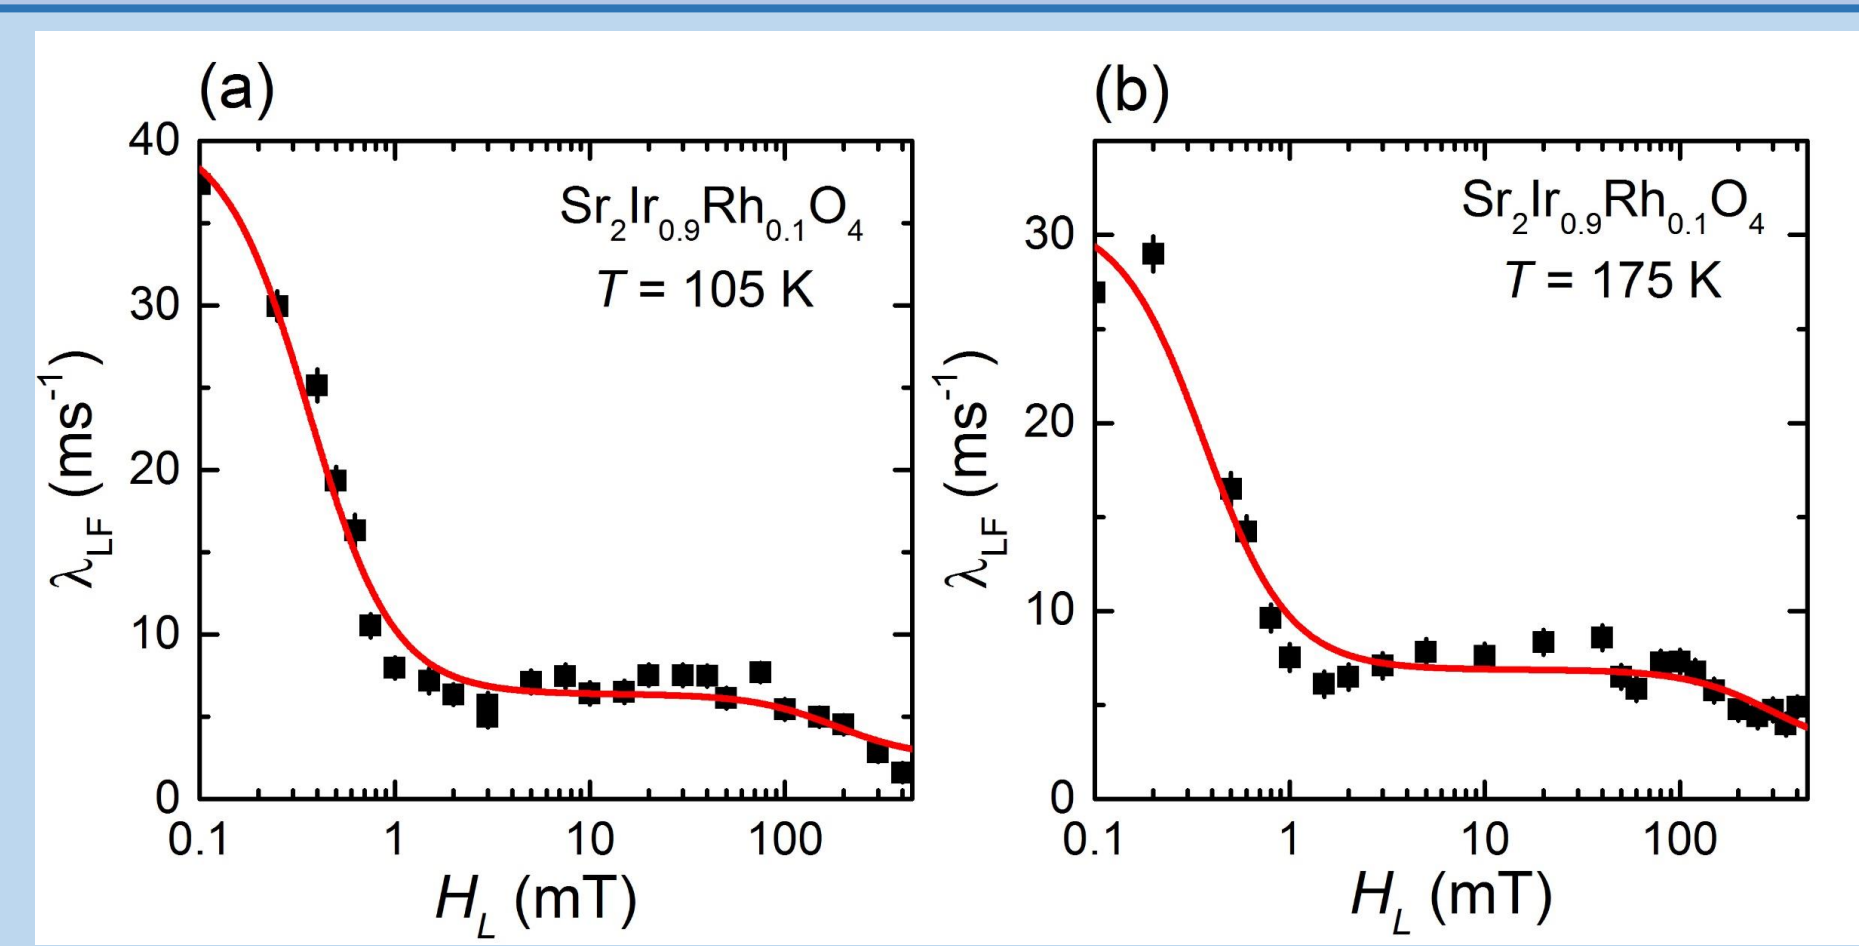 (a)
40
30
20
10
0
0.1 1 10 100
λLF (ms-1)
HL (mT)
Sr2Ir0.9Rh0.1O4
T = 105 K
(b)
30
20
10
0
0.1 1 10 100
λLF (ms-1)
HL (mT)
Sr2Ir0.9Rh0.1O4
T = 175 K